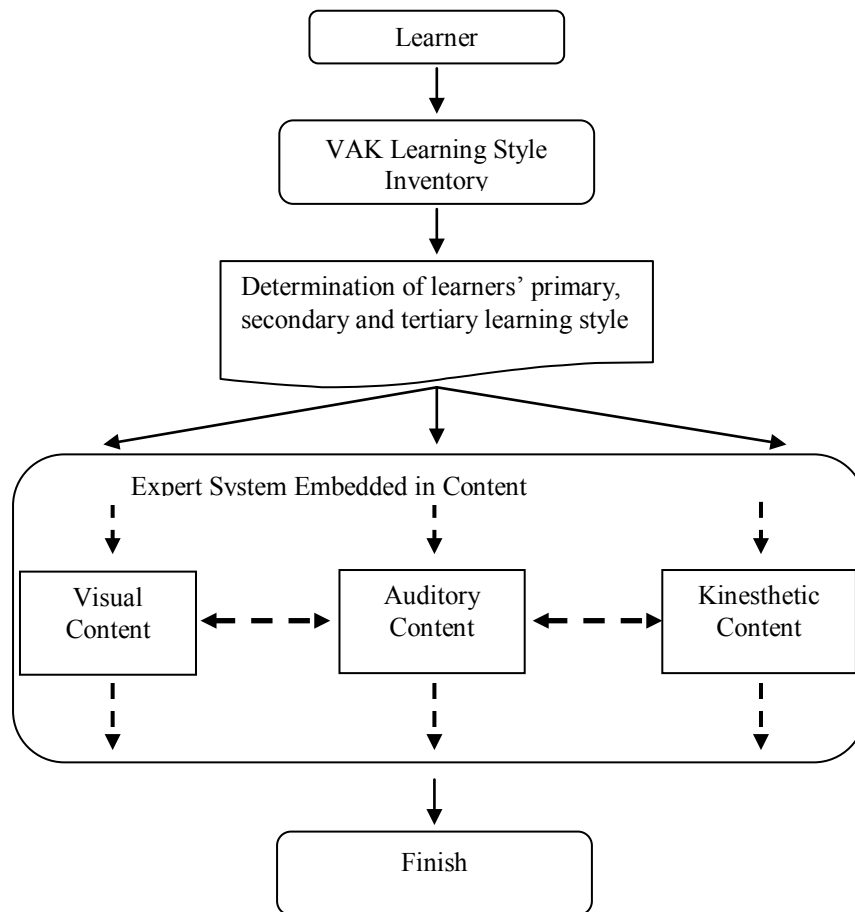 Learner
VAK Learning Style
Inventory
Determination of learners’ primary,
secondary and tertiary learning style
Expert System Embedded in Content
Visual
Content
Auditory
Content
Kinesthetic
Content
Finish